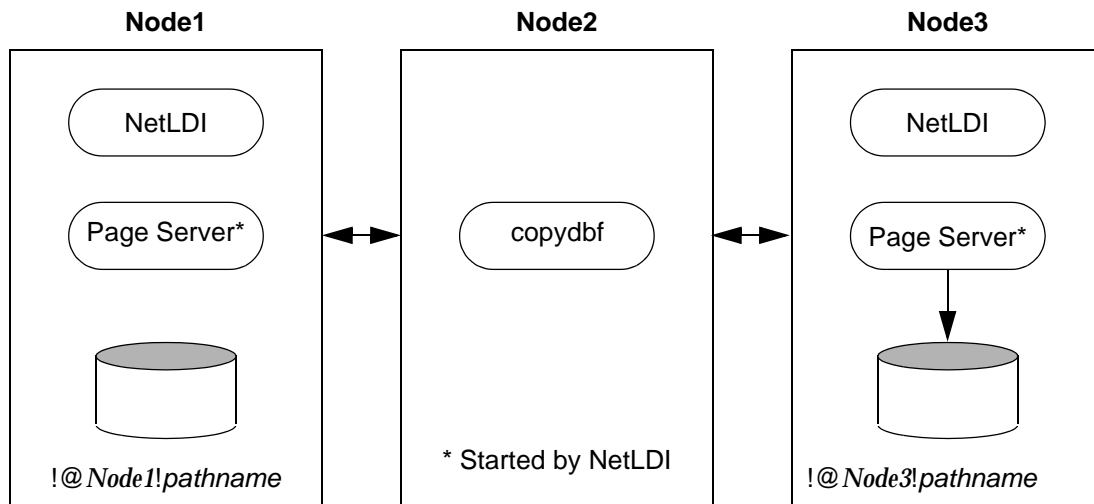 Node1
Node2
Node3
NetLDI
NetLDI
Page Server*
copydbf
Page Server*
!@Node1!pathname
* Started by NetLDI
!@Node3!pathname